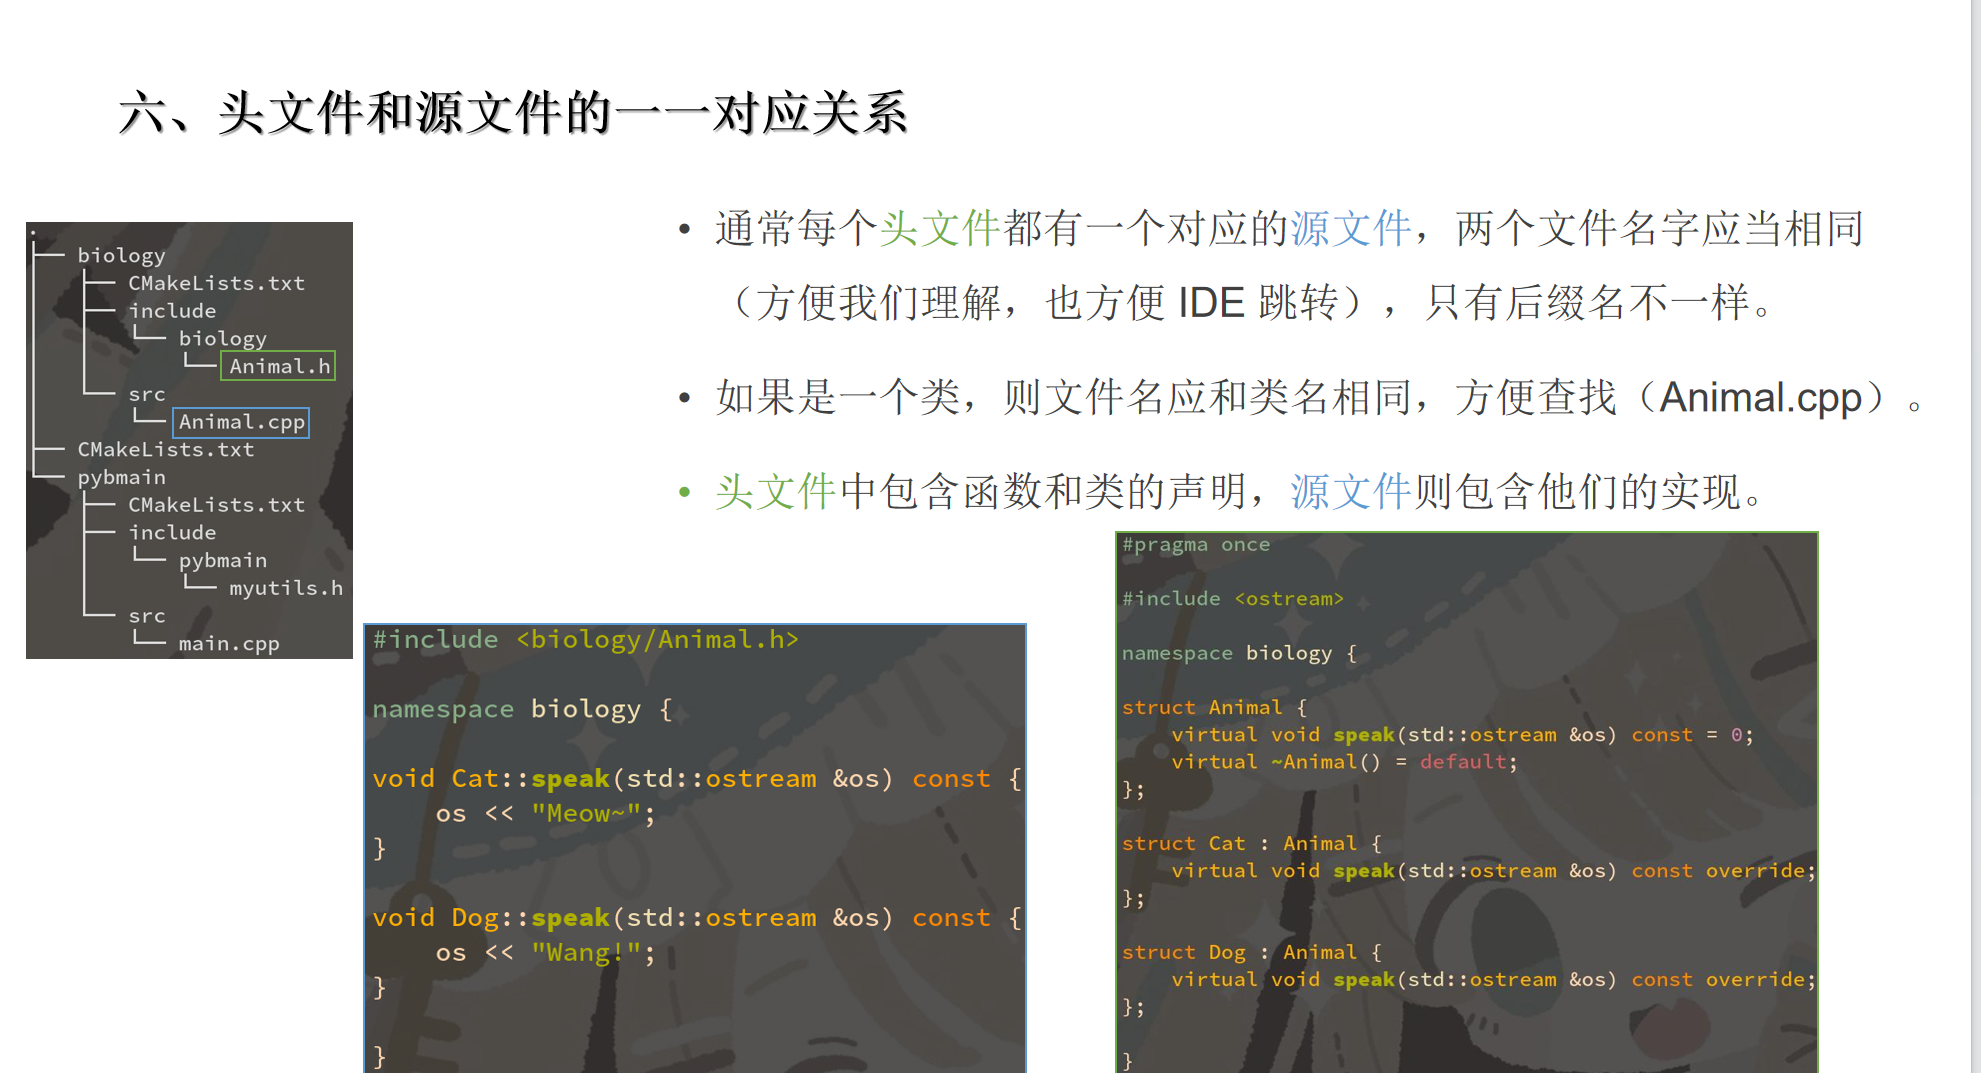 六、头文件和源文件的一一对应关系
.
├── biology
│   ├── CMakeLists.txt
│   ├── include
│   │   └── biology
│   │       └── Animal.h
│   └── src
│       └── Animal.cpp
├── CMakeLists.txt
└── pybmain
    ├── CMakeLists.txt
    ├── include
    │   └── pybmain
    │       └── myutils.h
    └── src
        └── main.cpp
• 通常每个头文件都有一个对应的源文件，两个文件名字应当相同
（方便我们理解，也方便 IDE 跳转），只有后缀名不一样。
• 如果是一个类，则文件名应和类名相同，方便查找（Animal.cpp）。
• 头文件中包含函数和类的声明，源文件则包含他们的实现。
#include <biology/Animal.h>
namespace biology {
void Cat::speak(std::ostream &os) const {
    os << "Meow~";
}
void Dog::speak(std::ostream &os) const {
    os << "Wang!";
}
}
#pragma once
#include <ostream>
namespace biology {
struct Animal {
    virtual void speak(std::ostream &os) const = 0;
    virtual ~Animal() = default;
};
struct Cat : Animal {
    virtual void speak(std::ostream &os) const override;
};
struct Dog : Animal {
    virtual void speak(std::ostream &os) const override;
};
}